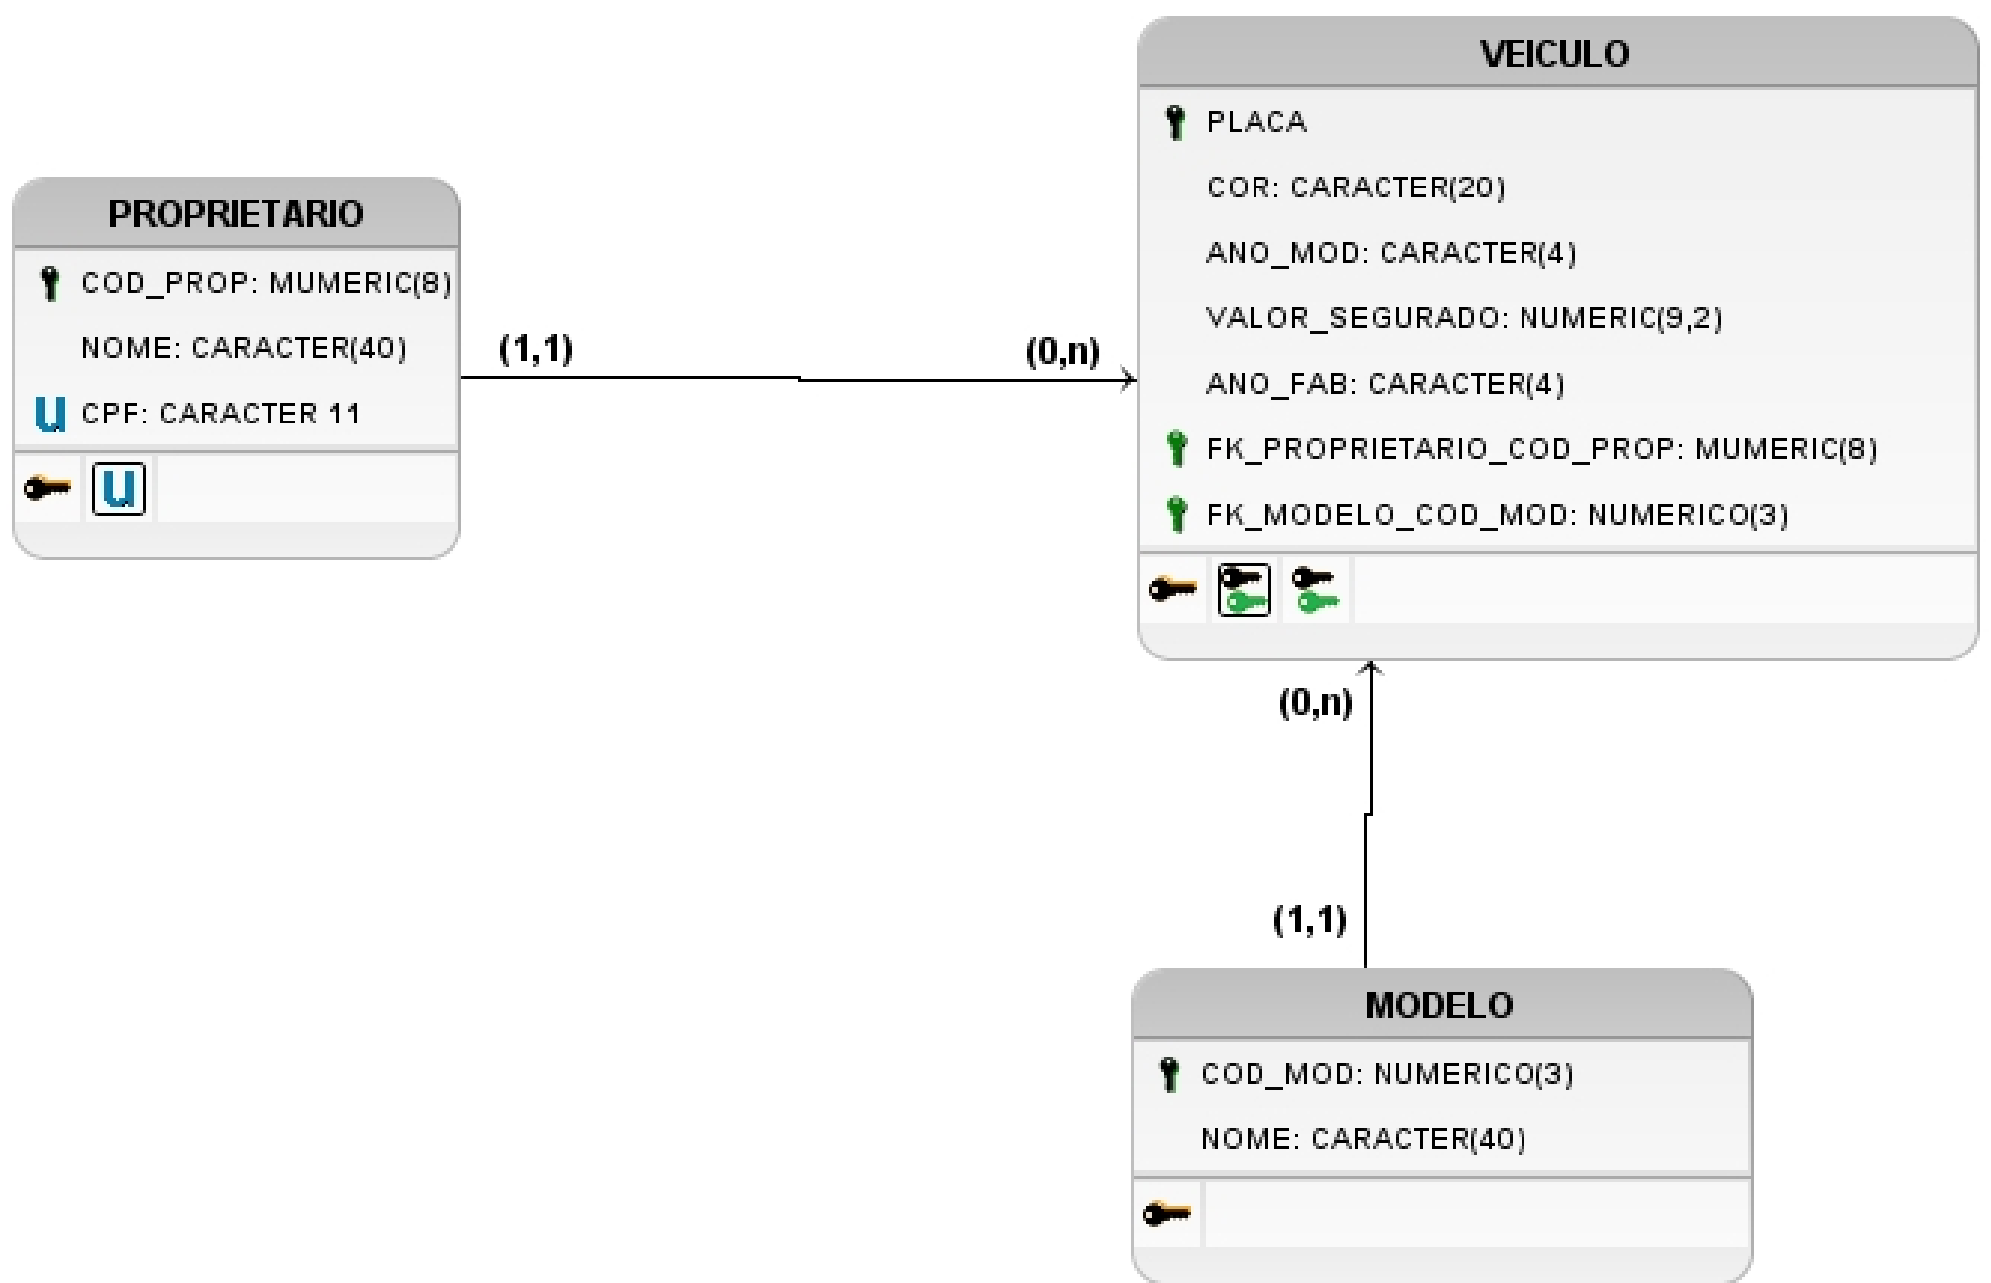 VEICULO
PLACA
COR: CARACTER(20)
ANO_MOD: CARACTER(4)
VALOR_SEGURADO: NUMERIC(9,2)
ANO_FAB: CARACTER(4)
FK_PROPRIETARIO_COD_PROP: MUMERIC(8)
FK_MODELO_COD_MOD: NUMERICO(3)
PROPRIETARIO
COD_PROP: MUMERIC(8)
NOME: CARACTER(40)
U CPF: CARACTER 11
U
(1,1)
(0,n)
(0,n)
(1,1)
MODELO
COD_MOD: NUMERICO(3)
NOME: CARACTER(40)